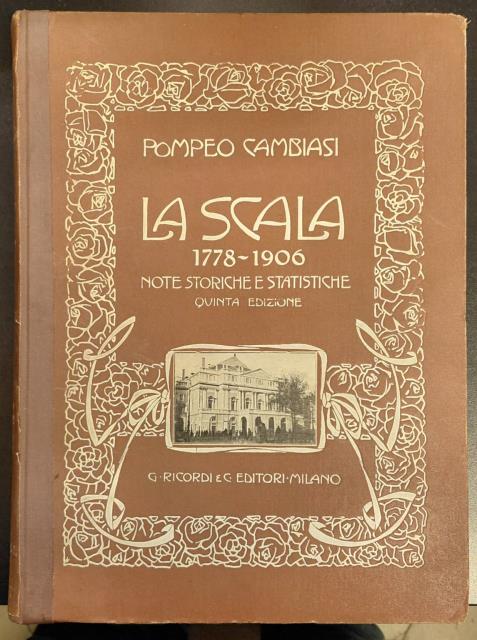 POMPEO CAMBIASI
LA SCALA
1778-1906
NOTE STORICHE E STATISTICHE
QUINTA EDIZIONE
G · RICORDI & C. EDITORI · MILANO